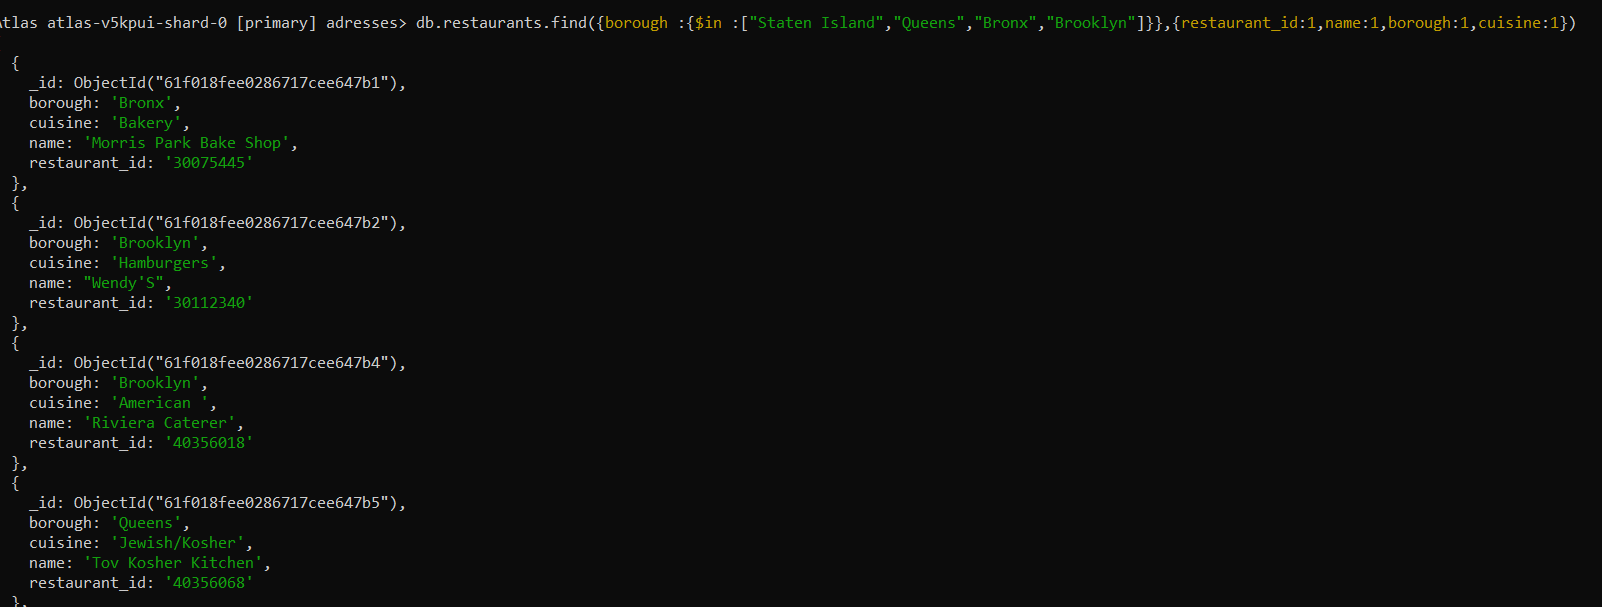 Atlas atlas-v5kpui-shard-0 [primary] adresses> db.restaurants.find({borough :{$in :["Staten Island","Queens","Bronx","Brooklyn"]}},{restaurant_id:1,name:1,borough:1,cuisine:1})
{
_id: ObjectId("61f018fee0286717cee647b1"),
borough: 'Bronx',
cuisine: 'Bakery',
name: 'Morris Park Bake Shop',
restaurant_id: '30075445'
},
{
_id: ObjectId("61f018fee0286717cee647b2"),
borough: 'Brooklyn',
cuisine: 'Hamburgers',
name: "Wendy'S",
restaurant_id: '30112340'
},
{
_id: ObjectId("61f018fee0286717cee647b4"),
borough: 'Brooklyn',
cuisine: 'American ',
name: 'Riviera Caterer',
restaurant_id: '40356018'
},
{
_id: ObjectId("61f018fee0286717cee647b5"),
borough: 'Queens',
cuisine: 'Jewish/Kosher',
name: 'Tov Kosher Kitchen',
restaurant_id: '40356068'
},